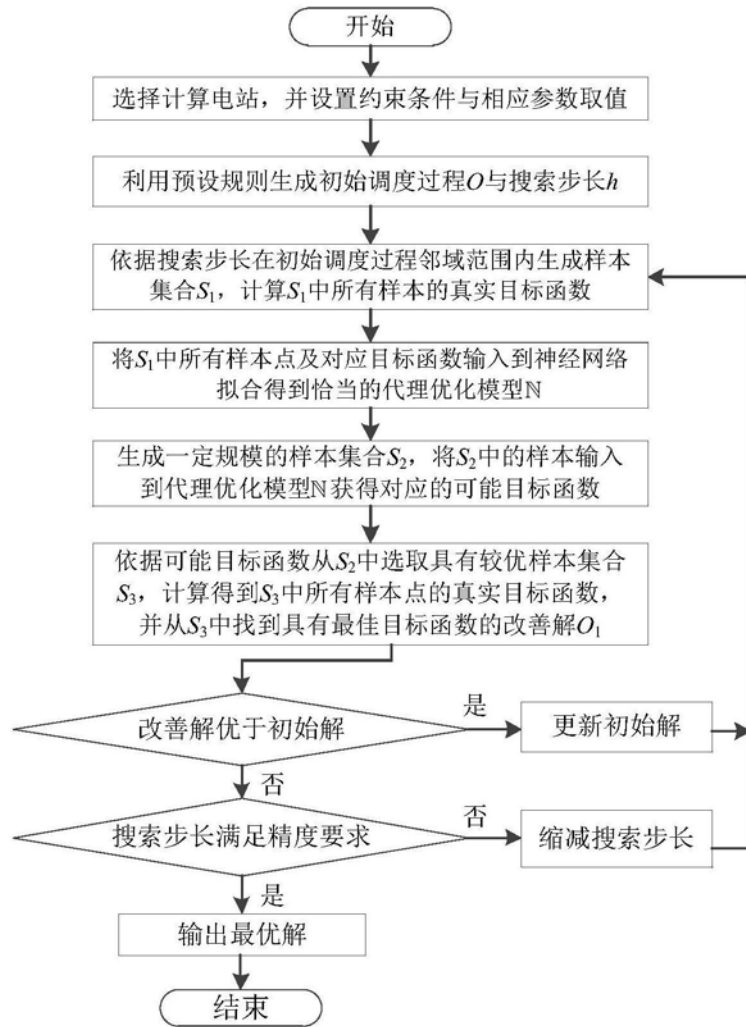 开始
选择计算电站，并设置约束条件与相应参数取值
利用预设规则生成初始调度过程O与搜索步长h
依据搜索步长在初始调度过程邻域范围内生成样本
集合S₁，计算S₁中所有样本的真实目标函数
将S₁中所有样本点及对应目标函数输入到神经网络
拟合得到恰当的代理优化模型ℕ
生成一定规模的样本集合S₂，将S₂中的样本输入
到代理优化模型ℕ获得对应的可能目标函数
依据可能目标函数从S₂中选取具有较优样本集合
S₃，计算得到S₃中所有样本点的真实目标函数，
并从S₃中找到具有最佳目标函数的改善解O₁
改善解优于初始解
是
更新初始解
否
搜索步长满足精度要求
否
缩减搜索步长
是
输出最优解
结束